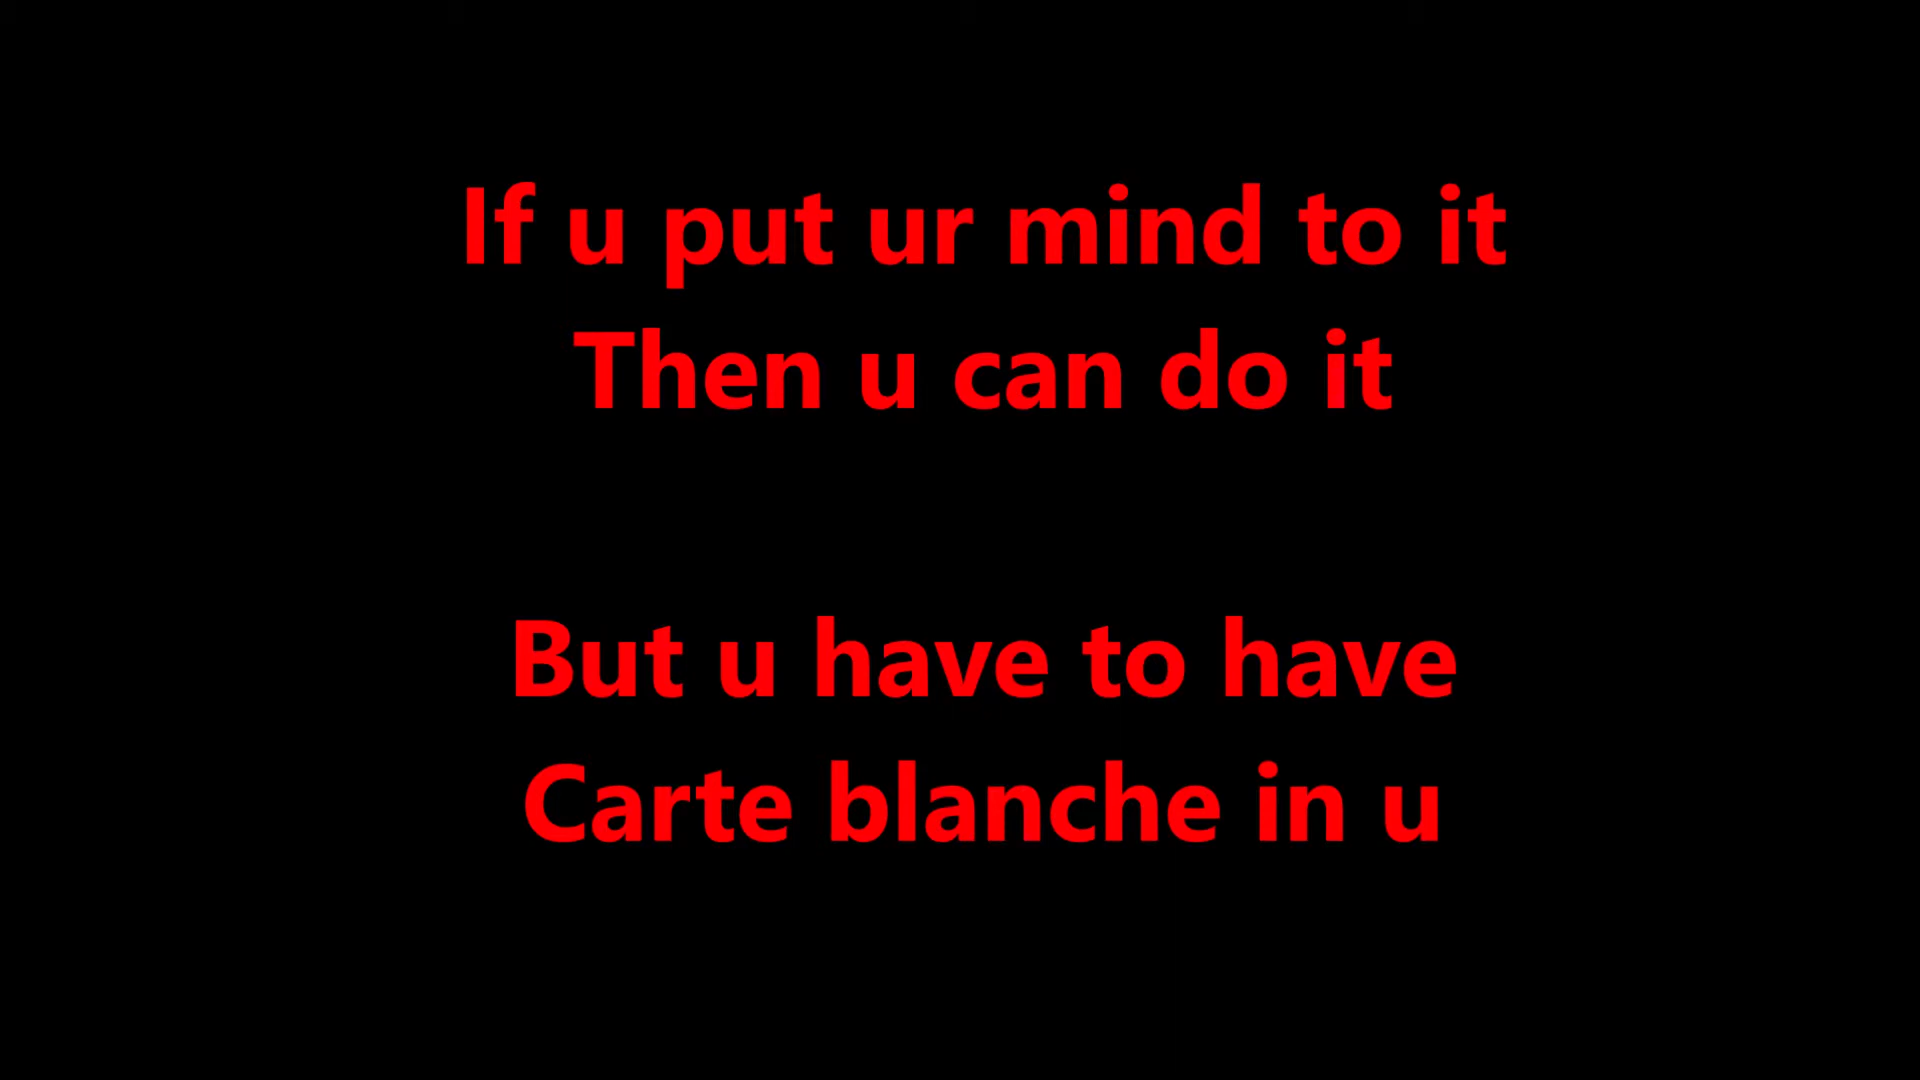 If u put ur mind to it
Then u can do it
But u have to have
Carte blanche in u